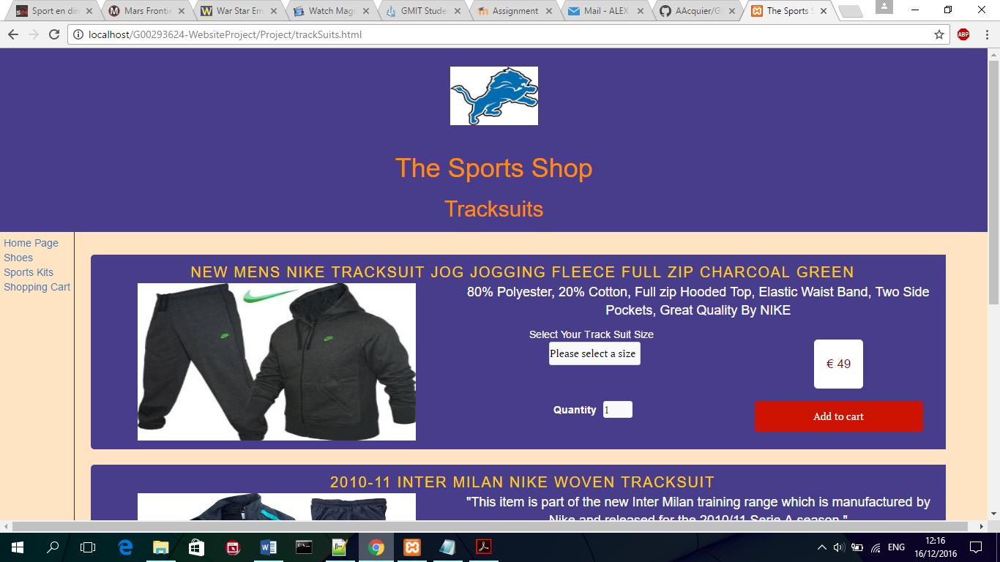 Sport en dir
Mars Frontie
War Star Em
Watch Magi
GMIT Stude
Assignment
Mail - ALEX
AAcquier/G
The Sports S
localhost/G00293624-WebsiteProject/Project/trackSuits.html
ABP
The Sports Shop
Tracksuits
Home Page
Shoes
Sports Kits
Shopping Cart
NEW MENS NIKE TRACKSUIT JOG JOGGING FLEECE FULL ZIP CHARCOAL GREEN
80% Polyester, 20% Cotton, Full zip Hooded Top, Elastic Waist Band, Two Side
Pockets, Great Quality By NIKE
Select Your Track Suit Size
Please select a size
€ 49
Quantity 1
Add to cart
2010-11 INTER MILAN NIKE WOVEN TRACKSUIT
"This item is part of the new Inter Milan training range which is manufactured by
Nike and released for the 2010/11 Serie A season."
ENG
12:16
16/12/2016